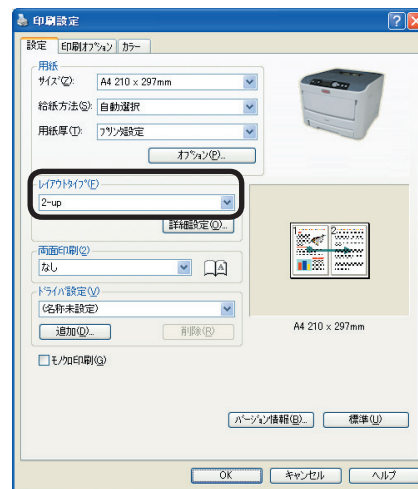 印刷設定
設定 印刷ｵﾌﾟｼｮﾝ ｶﾗｰ
用紙
ｻｲｽﾞ(Z): A4 210 x 297mm
給紙方法(S): 自動選択
用紙厚(T): ﾌﾟﾘﾝﾀ設定
ｵﾌﾟｼｮﾝ(P)...
ﾚｲｱｳﾄﾀｲﾌﾟ(E)
2-up
詳細設定(O)...
1 2
両面印刷(2)
なし
A
ﾄﾞﾗｲﾊﾞ設定(V)
(名称未設定)
追加(D)... 削除(R)
A4 210 x 297mm
ﾓﾉｸﾛ印刷(G)
ﾊﾞｰｼﾞｮﾝ情報(B)... 標準(U)
OK ｷｬﾝｾﾙ ﾍﾙﾌﾟ